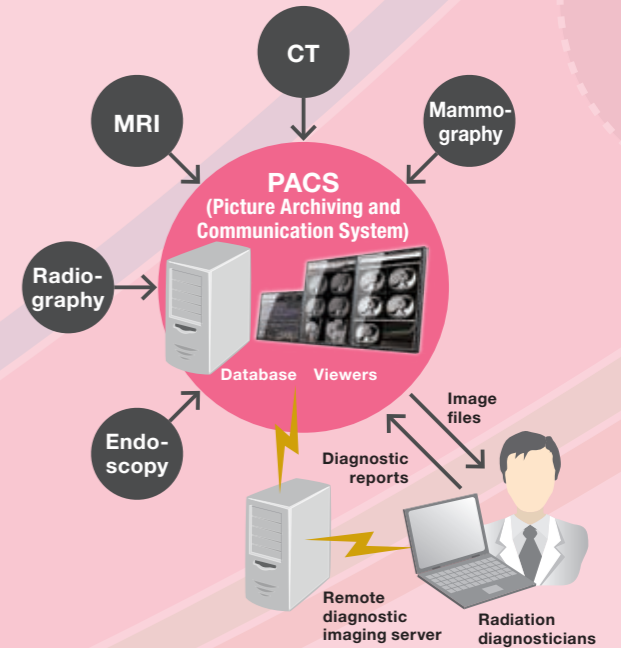 CT
MRI
Mammo-
graphy
PACS
(Picture Archiving and
Communication System)
Radio-
graphy
Database Viewers
Endo-
scopy
Image
files
Diagnostic
reports
Remote
diagnostic
imaging server
Radiation
diagnosticians